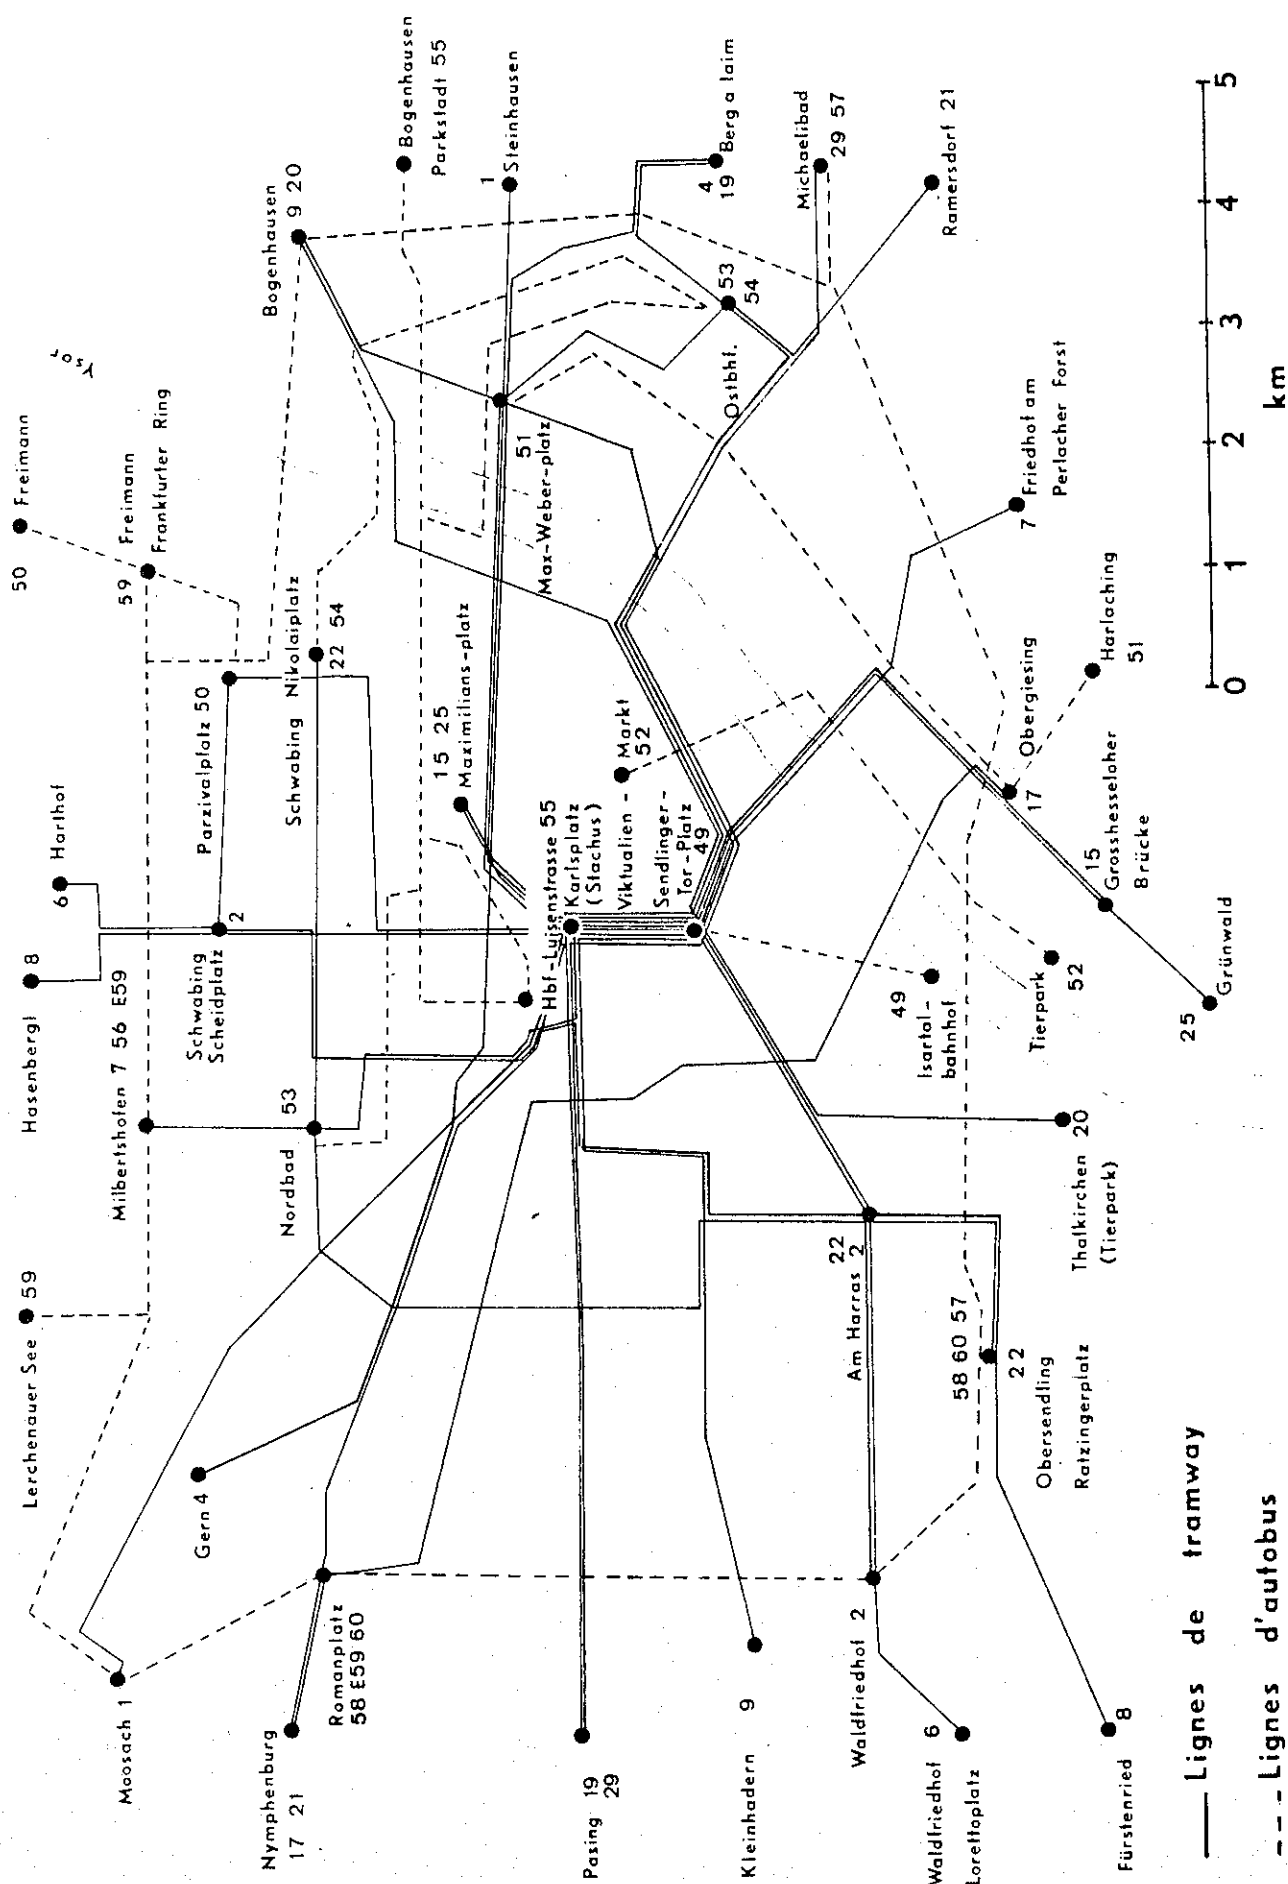 Moosach 1
Lerchenauer See 59
Milbertshofen 7 56 E59
Hasenbergl 8
6 Harthof
50 Freimann
59 Freimann
Frankfurter Ring
Ysor
Gern 4
Nordbad 53
Schwabing
Scheidplatz
2
Parzivalplatz 50
Schwabing Nikolaiplatz
22 54
Bogenhausen
9 20
Bogenhausen
Parkstadt 55
Nymphenburg
17 21
Romanplatz
58 E59 60
15 25
Maximilians-platz
51
Max-Weber-platz
1
Steinhausen
Pasing 19
29
Hbf-Luisenstrasse 55
Karlsplatz
(Stachus)
Viktualien - Markt
52
Sendlinger-
Tor-Platz
49
Ostbhf.
53
54
4
19
Berg a laim
Michaelibad
29 57
Ramersdorf 21
Kleinhadern
9
Waldfriedhof 2
Am Harras
22
2
49
Isartal-
bahnhof
Tierpark
52
Obergiesing
17
7
Friedhof am
Perlacher Forst
Harlaching
51
Waldfriedhof
Lorettoplatz
6
58 60 57
22
Obersendling
Ratzingerplatz
Thalkirchen 20
(Tierpark)
15
Grosshesseloher
Brücke
25
Grünwald
Fürstenried
8
Lignes de tramway
Lignes d'autobus
0 1 2 3 4 5
km